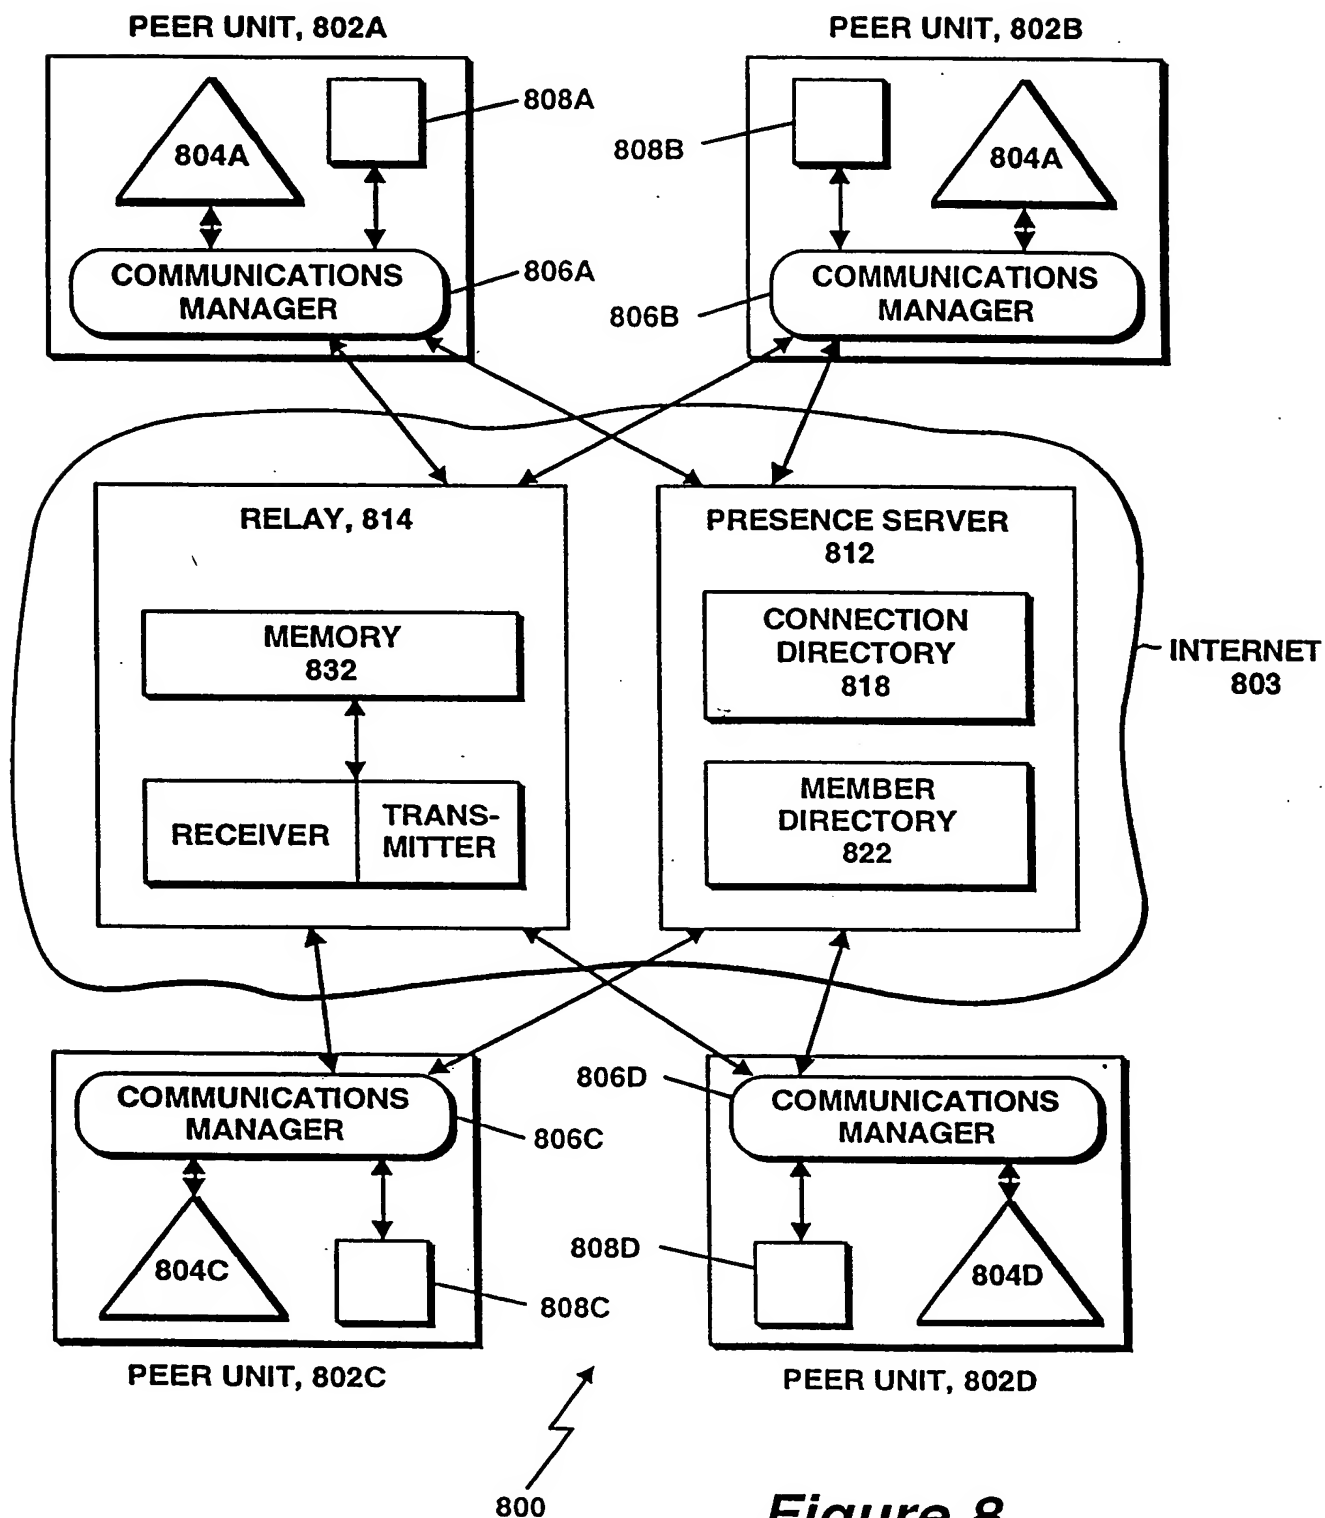 PEER UNIT, 802A
PEER UNIT, 802B
804A
808A
808B
804A
COMMUNICATIONS
MANAGER
806A
806B
COMMUNICATIONS
MANAGER
RELAY, 814
MEMORY
832
RECEIVER
TRANS-
MITTER
PRESENCE SERVER
812
CONNECTION
DIRECTORY
818
MEMBER
DIRECTORY
822
INTERNET
803
COMMUNICATIONS
MANAGER
806C
804C
808C
PEER UNIT, 802C
806D
COMMUNICATIONS
MANAGER
808D
804D
PEER UNIT, 802D
800
Figure 8